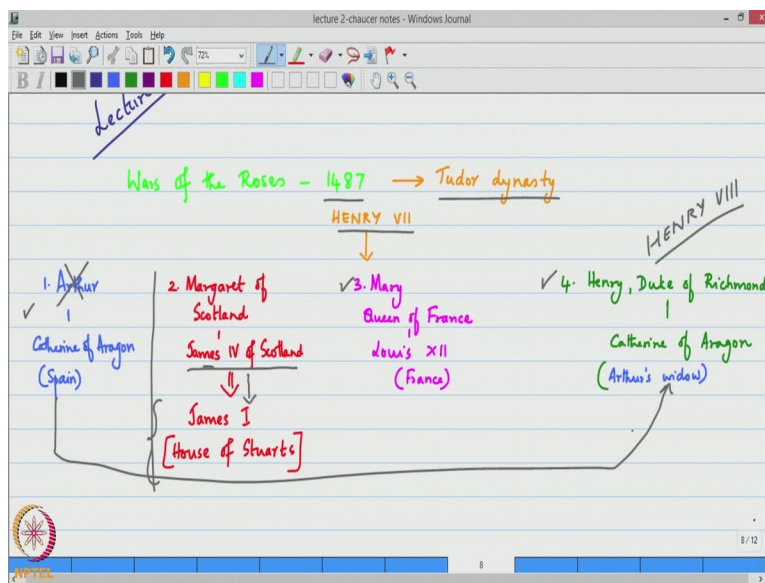 lecture 2-chaucer notes - Windows Journal
File Edit View Insert Actions Tools Help
72%
B I
Lectur
Wars of the Roses - 1487 → Tudor dynasty
HENRY VII
HENRY VIII
1. Arthur
Catherine of Aragon
(Spain)
2. Margaret of
Scotland
James IV of Scotland
James I
[House of Stuarts]
3. Mary
Queen of France
Louis XII
(France)
4. Henry, Duke of Richmond
Catherine of Aragon
(Arthur's widow)
8/12
8
NPTEL